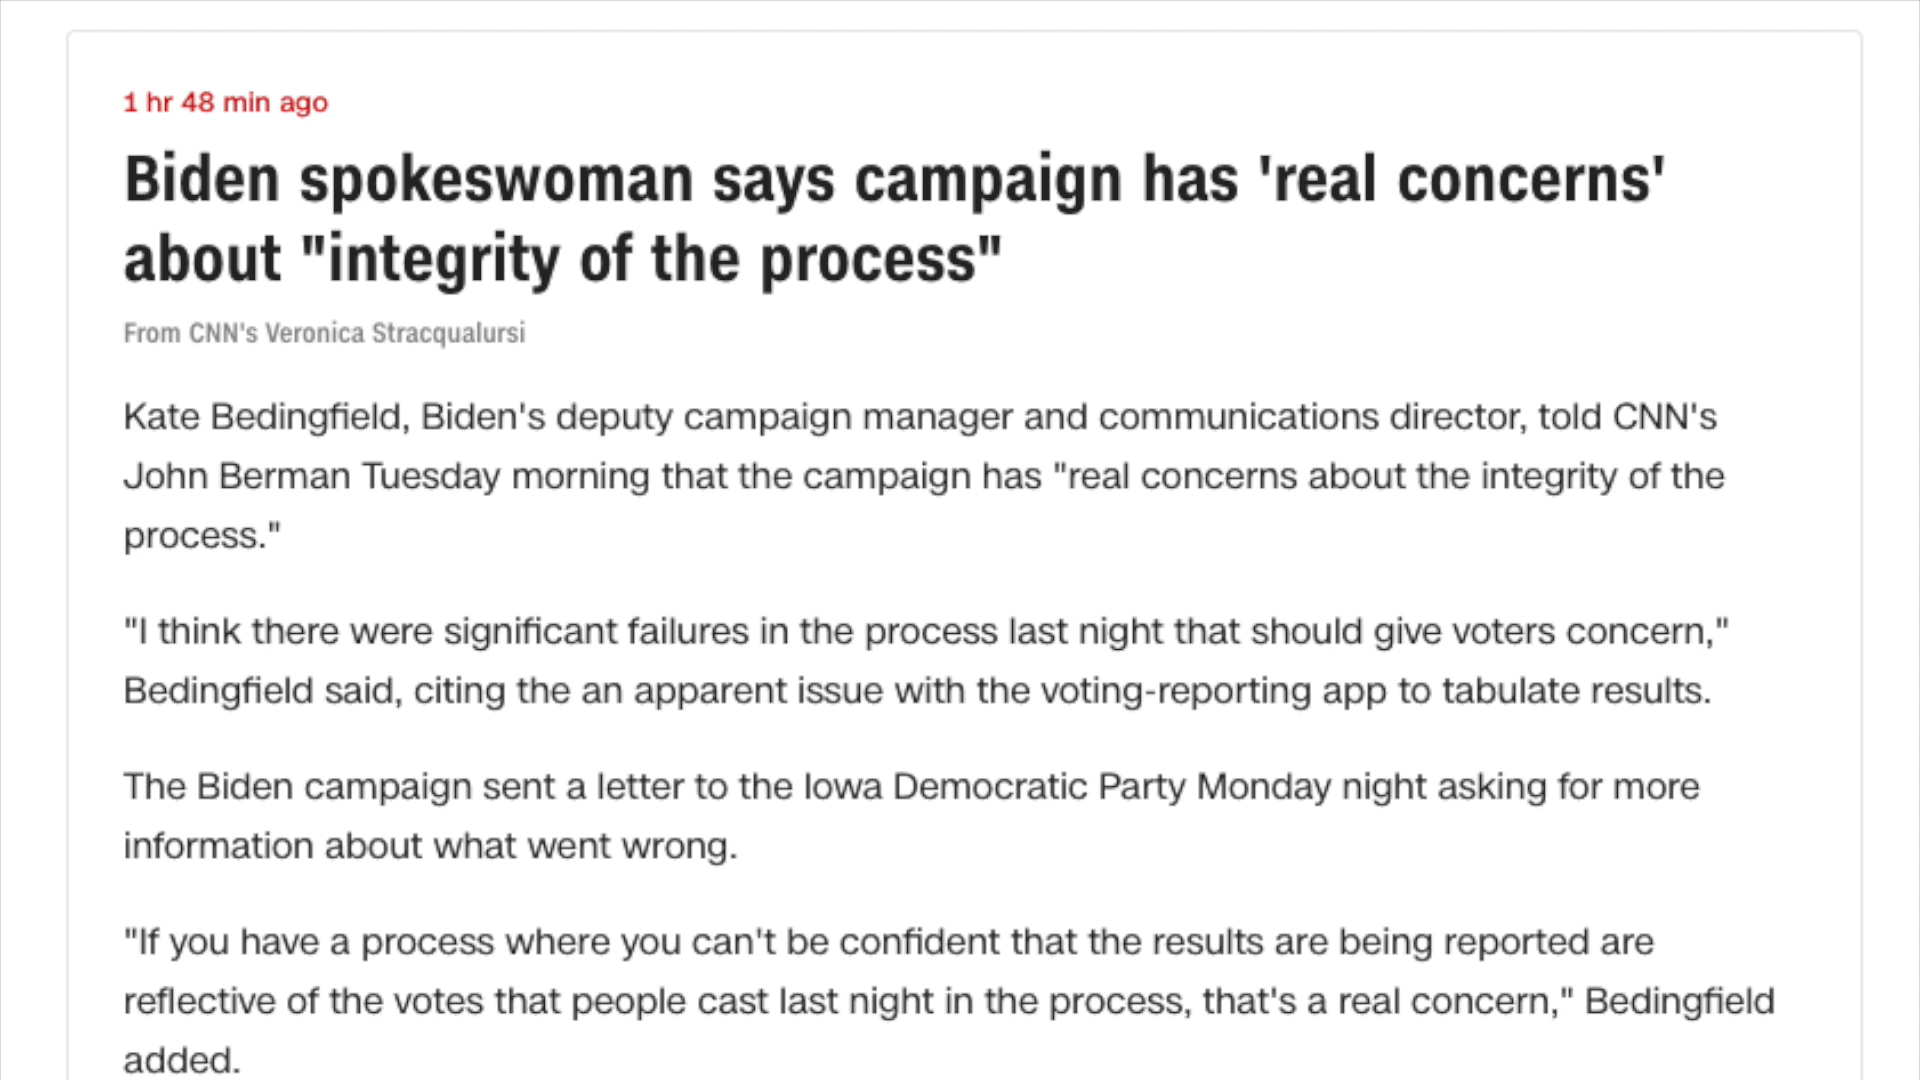 1 hr 48 min ago
Biden spokeswoman says campaign has 'real concerns'
about "integrity of the process"
From CNN's Veronica Stracqualursi
Kate Bedingfield, Biden's deputy campaign manager and communications director, told CNN's
John Berman Tuesday morning that the campaign has "real concerns about the integrity of the
process."
"I think there were significant failures in the process last night that should give voters concern,"
Bedingfield said, citing the an apparent issue with the voting-reporting app to tabulate results.
The Biden campaign sent a letter to the Iowa Democratic Party Monday night asking for more
information about what went wrong.
"If you have a process where you can't be confident that the results are being reported are
reflective of the votes that people cast last night in the process, that's a real concern," Bedingfield
added.